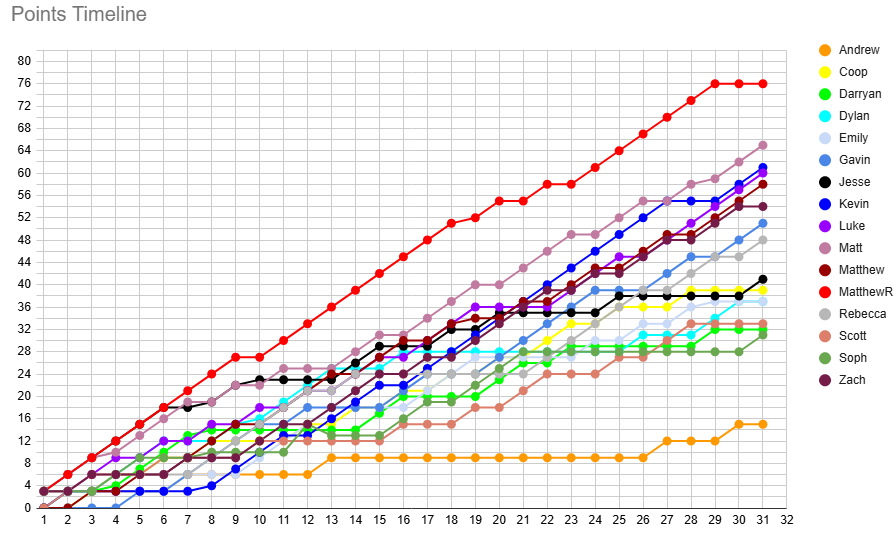 Points Timeline
80
76
72
68
64
60
56
52
48
44
40
36
32
28
24
20
16
12
8
4
0
1 2 3 4 5 6 7 8 9 10 11 12 13 14 15 16 17 18 19 20 21 22 23 24 25 26 27 28 29 30 31 32
Andrew
Coop
Darryan
Dylan
Emily
Gavin
Jesse
Kevin
Luke
Matt
Matthew
MatthewR
Rebecca
Scott
Soph
Zach